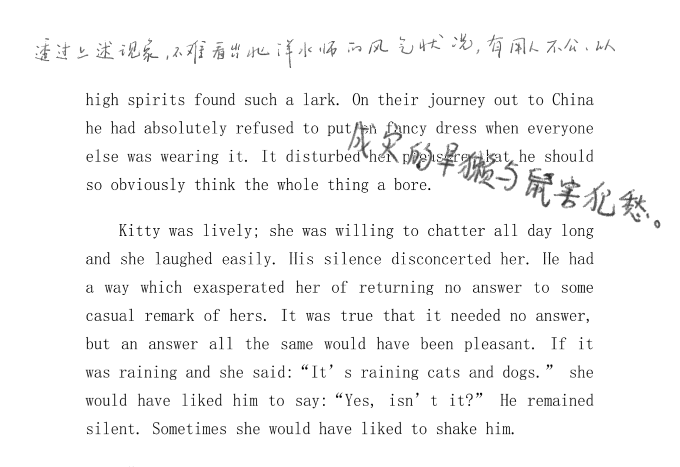 透过上述现象,不难看出北洋水师的风气状况,有用人不公、以
high spirits found such a lark. On their journey out to China
he had absolutely refused to put on fancy dress when everyone
else was wearing it. It disturbed her pleasure that he should
成灾的旱獭与鼠害犯愁。
so obviously think the whole thing a bore.
Kitty was lively; she was willing to chatter all day long
and she laughed easily. His silence disconcerted her. He had
a way which exasperated her of returning no answer to some
casual remark of hers. It was true that it needed no answer,
but an answer all the same would have been pleasant. If it
was raining and she said:“It’s raining cats and dogs.” she
would have liked him to say:“Yes, isn’t it?” He remained
silent. Sometimes she would have liked to shake him.